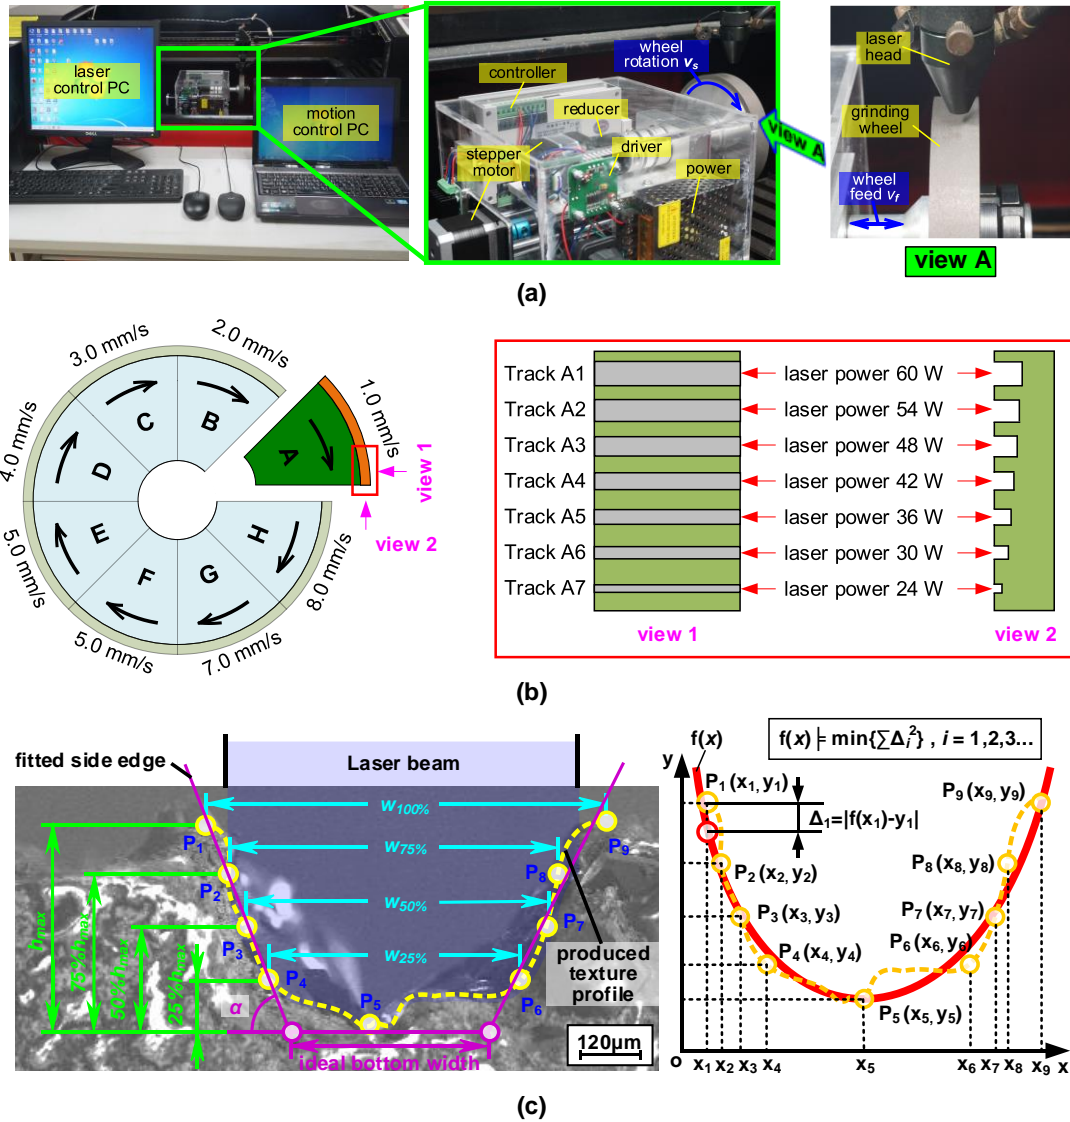 laser
control PC
motion
control PC
controller
wheel
rotation vs
reducer
stepper
motor
driver
power
view A
laser
head
grinding
wheel
wheel
feed vf
view A
(a)
2.0 mm/s
3.0 mm/s
1.0 mm/s
4.0 mm/s
5.0 mm/s
5.0 mm/s
7.0 mm/s
8.0 mm/s
A
B
C
D
E
F
G
H
view 1
view 2
Track A1
laser power 60 W
Track A2
laser power 54 W
Track A3
laser power 48 W
Track A4
laser power 42 W
Track A5
laser power 36 W
Track A6
laser power 30 W
Track A7
laser power 24 W
view 1
view 2
(b)
fitted side edge
Laser beam
w100%
w75%
w50%
w25%
P1
P2
P3
P4
P5
P6
P7
P8
P9
hmax
75%hmax
50%hmax
25%hmax
α
ideal bottom width
produced
texture
profile
120μm
f(x)╞ min{∑Δi²} , i = 1,2,3...
f(x)
y
P1 (x1, y1)
Δ1=|f(x1)-y1|
P9 (x9, y9)
P2 (x2, y2)
P8 (x8, y8)
P3 (x3, y3)
P7 (x7, y7)
P4 (x4, y4)
P6 (x6, y6)
P5 (x5, y5)
o
x1 x2 x3 x4 x5 x6 x7 x8 x9 x
(c)